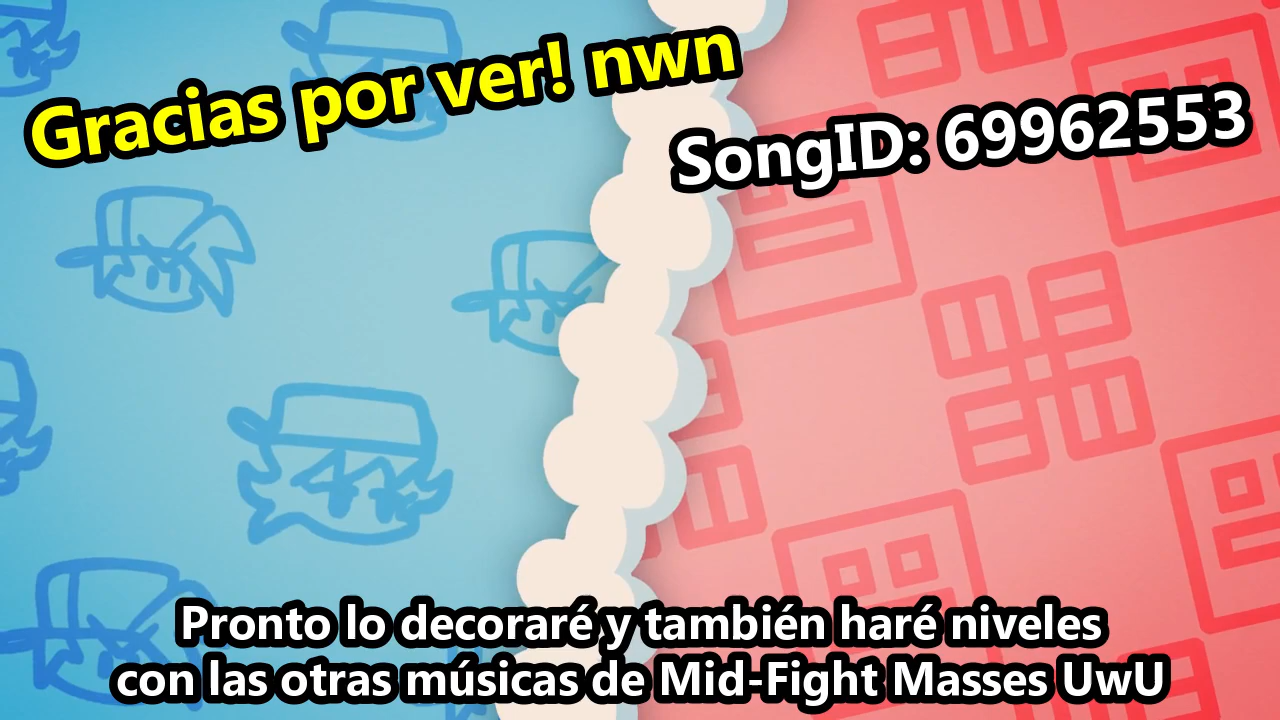 Gracias por ver! nwn
SongID: 69962553
Pronto lo decoraré y también haré niveles
con las otras músicas de Mid-Fight Masses UwU